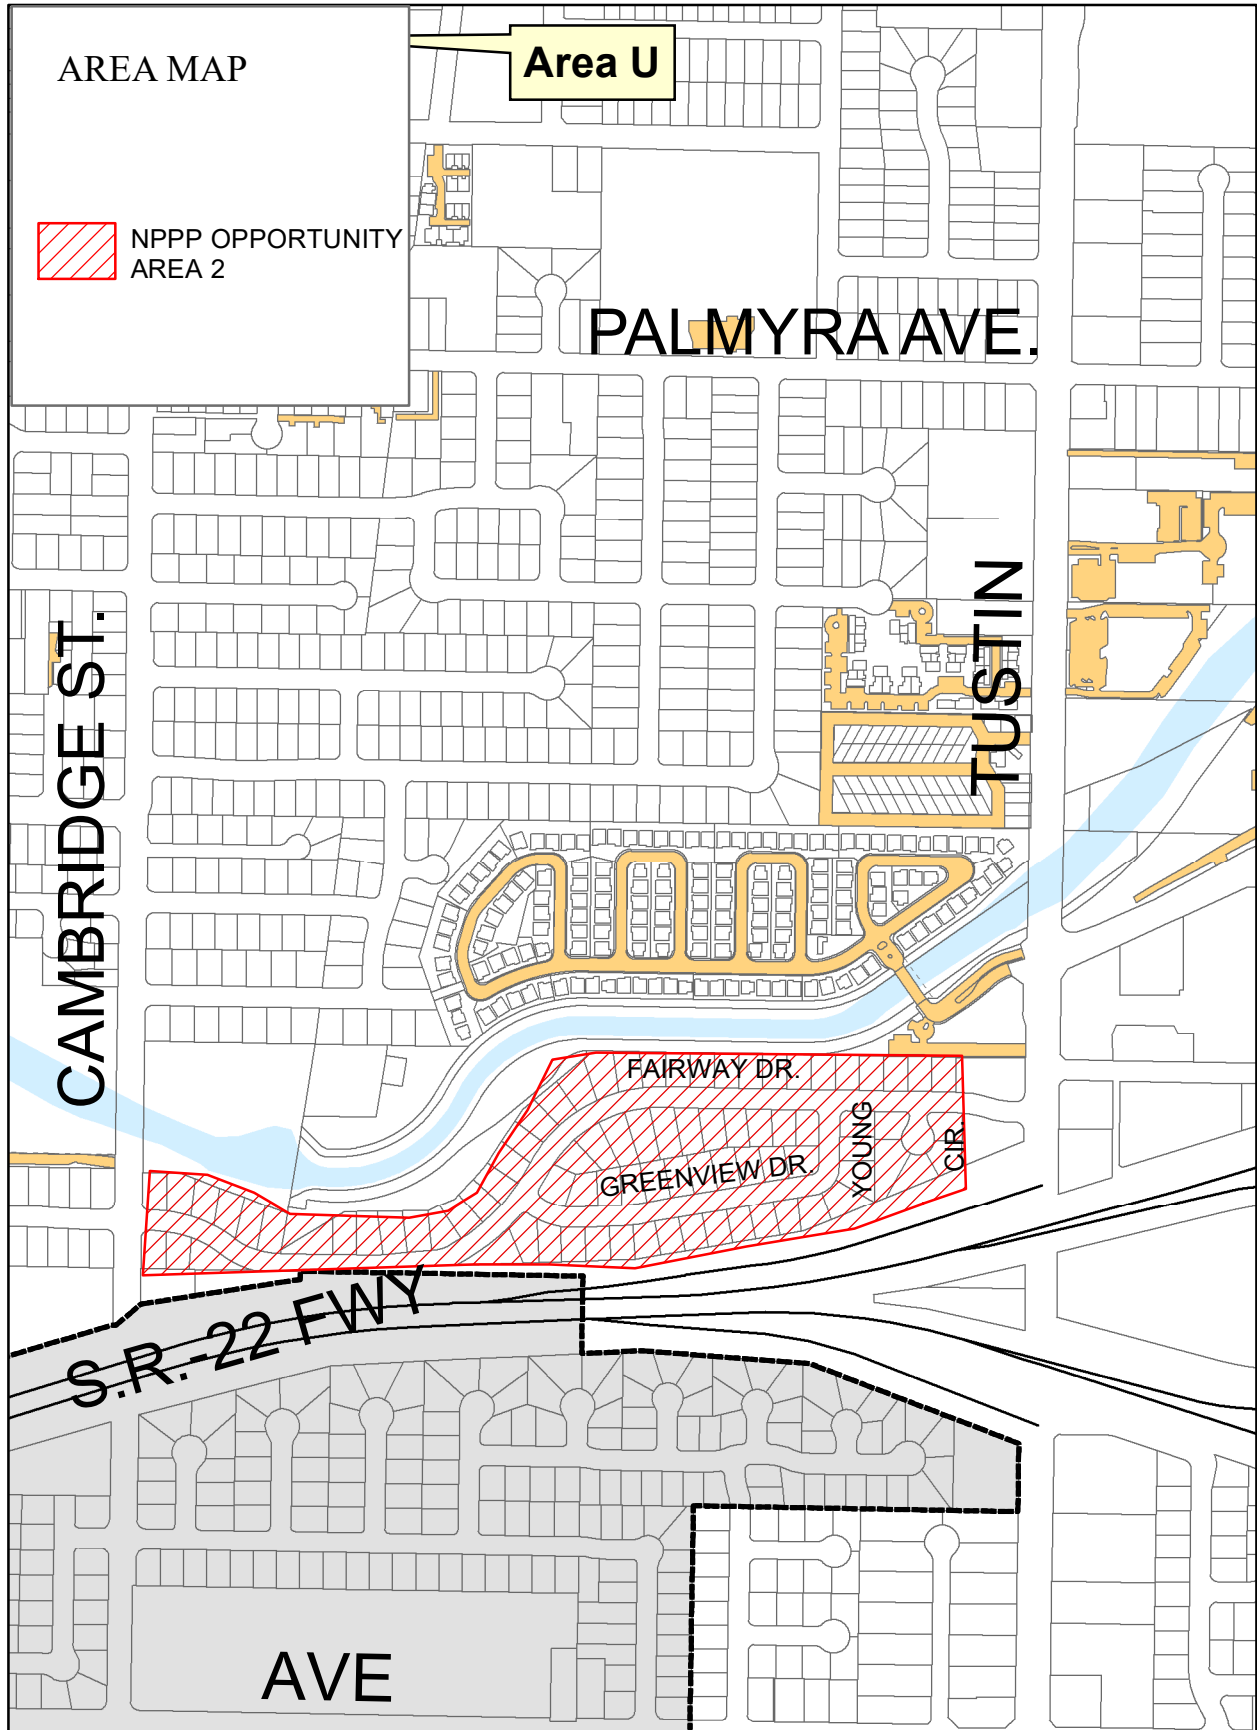 AREA MAP
Area U
NPPP OPPORTUNITY
AREA 2
PALMYRA AVE.
TUSTIN
CAMBRIDGE ST.
FAIRWAY DR.
YOUNG
CIR.
GREENVIEW DR.
S.R.-22 FWY
AVE